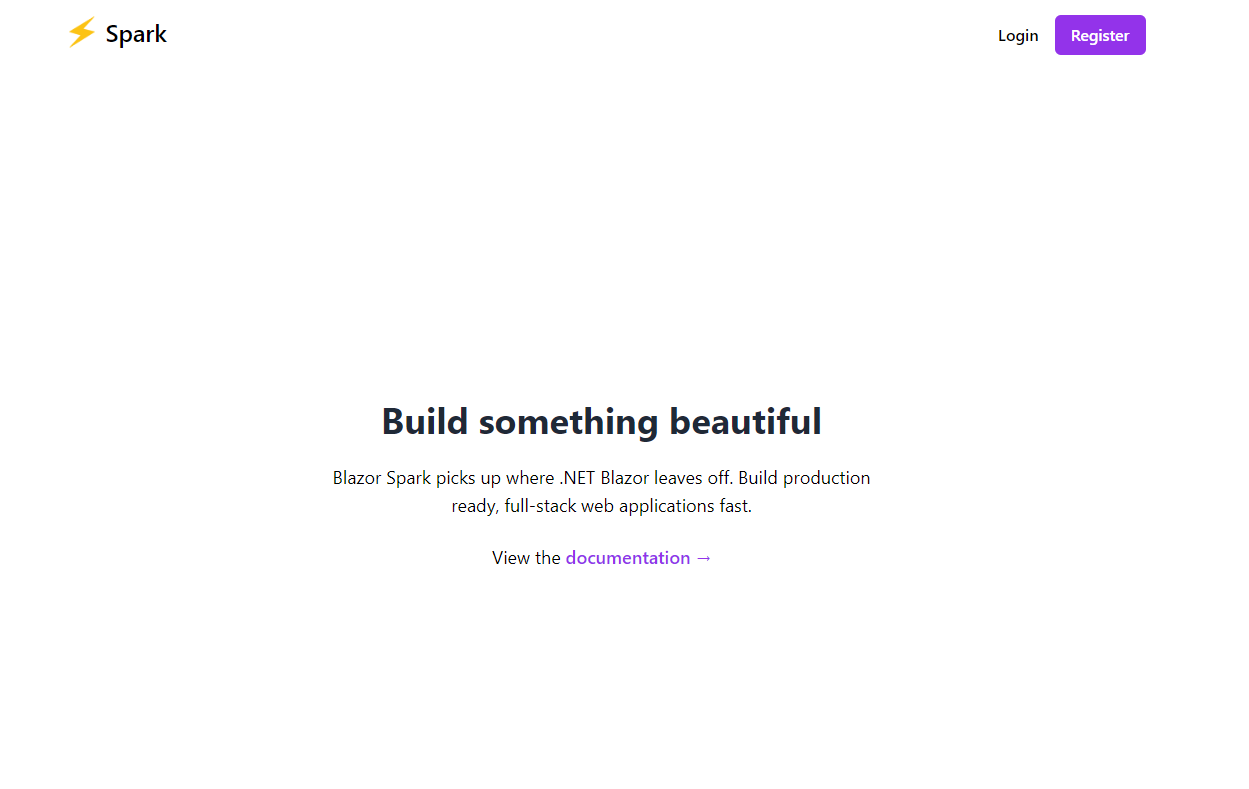 ⚡ Spark
Login
Register
Build something beautiful
Blazor Spark picks up where .NET Blazor leaves off. Build production
ready, full-stack web applications fast.
View the documentation →